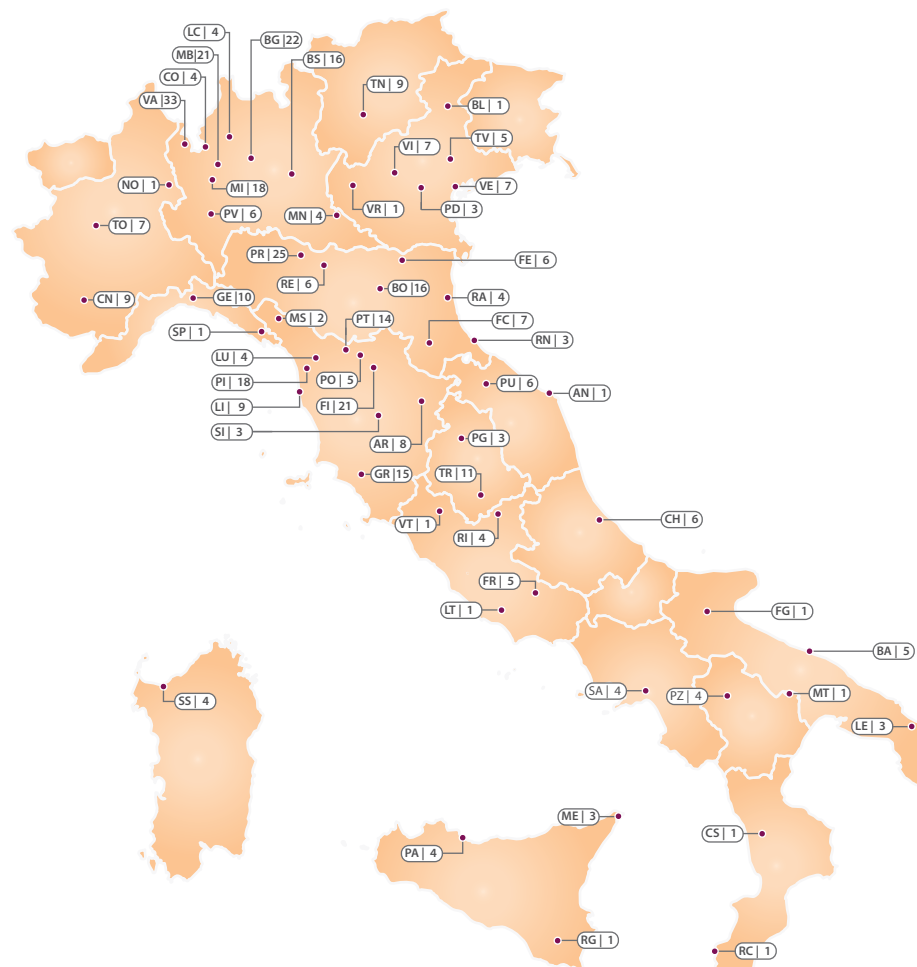 LC | 4
BG|22
MB|21
BS|16
CO | 4
TN | 9
VA|33
BL | 1
TV | 5
VI | 7
NO | 1
MI | 18
VE | 7
VR | 1
PD | 3
PV | 6
MN | 4
TO | 7
PR | 25
FE | 6
RE | 6
BO|16
CN | 9
GE|10
RA | 4
MS | 2
PT | 14
FC | 7
SP | 1
RN | 3
LU | 4
PI | 18
PO | 5
PU | 6
AN | 1
LI | 9
FI | 21
SI | 3
AR | 8
PG | 3
GR|15
TR | 11
VT | 1
RI | 4
CH | 6
FR | 5
LT | 1
FG | 1
BA | 5
SS | 4
SA | 4
PZ | 4
MT | 1
LE | 3
ME | 3
CS | 1
PA | 4
RG | 1
RC | 1